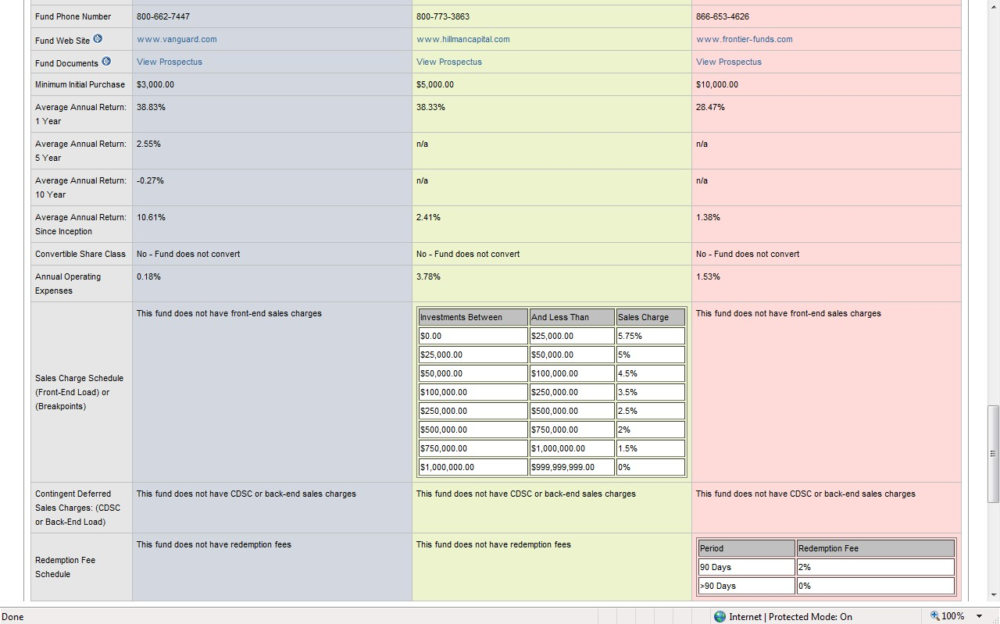 Fund Phone Number 800-662-7447 800-773-3863 866-653-4626
Fund Web Site www.vanguard.com www.hillmancapital.com www.frontier-funds.com
Fund Documents View Prospectus View Prospectus View Prospectus
Minimum Initial Purchase $3,000.00 $5,000.00 $10,000.00
Average Annual Return: 38.83% 38.33% 28.47%
1 Year
Average Annual Return: 2.55% n/a n/a
5 Year
Average Annual Return: -0.27% n/a n/a
10 Year
Average Annual Return: 10.61% 2.41% 1.38%
Since Inception
Convertible Share Class No - Fund does not convert No - Fund does not convert No - Fund does not convert
Annual Operating 0.18% 3.78% 1.53%
Expenses
Sales Charge Schedule
(Front-End Load) or
(Breakpoints)
This fund does not have front-end sales charges
Investments Between And Less Than Sales Charge
$0.00 $25,000.00 5.75%
$25,000.00 $50,000.00 5%
$50,000.00 $100,000.00 4.5%
$100,000.00 $250,000.00 3.5%
$250,000.00 $500,000.00 2.5%
$500,000.00 $750,000.00 2%
$750,000.00 $1,000,000.00 1.5%
$1,000,000.00 $999,999,999.00 0%
This fund does not have front-end sales charges
Contingent Deferred
Sales Charges: (CDSC
or Back-End Load)
This fund does not have CDSC or back-end sales charges This fund does not have CDSC or back-end sales charges This fund does not have CDSC or back-end sales charges
Redemption Fee
Schedule
This fund does not have redemption fees This fund does not have redemption fees
Period Redemption Fee
90 Days 2%
>90 Days 0%
Done Internet | Protected Mode: On 100%